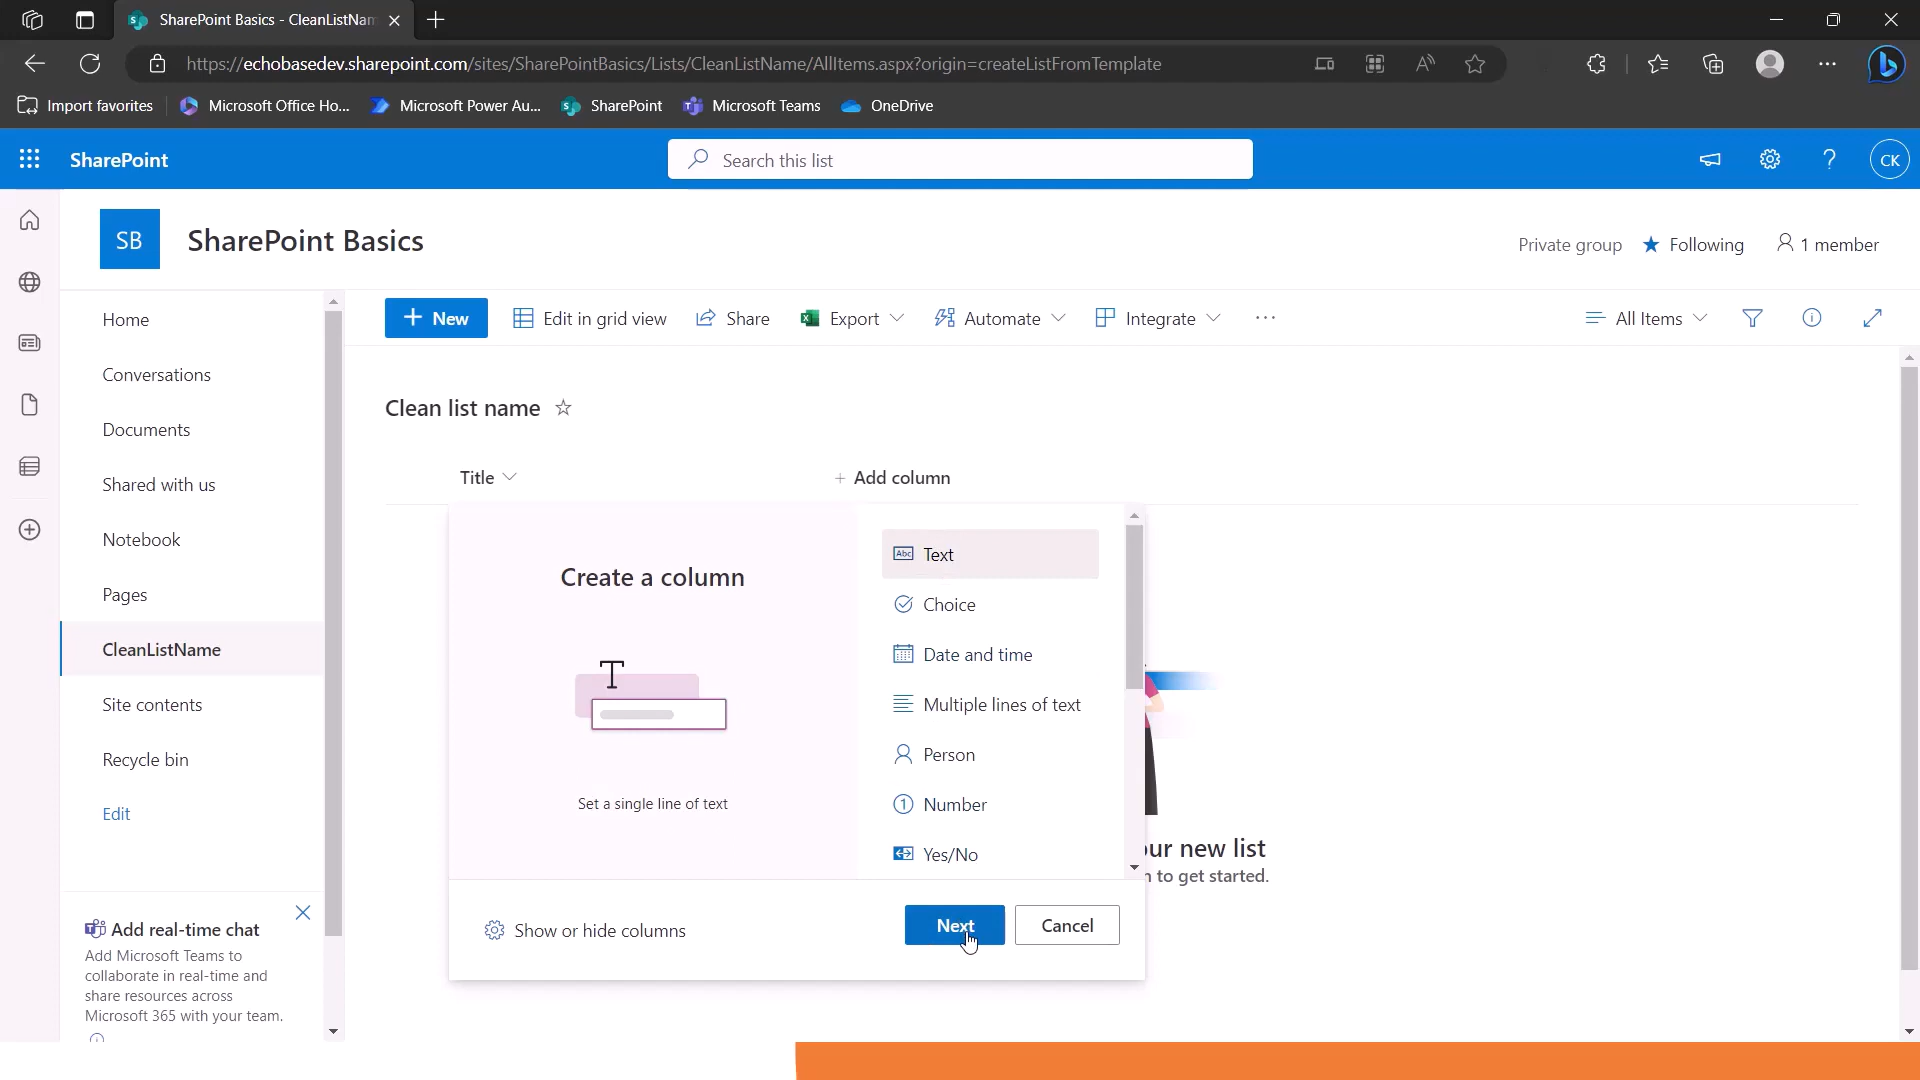 SharePoint Basics - CleanListNam
https://echobasedev.sharepoint.com/sites/SharePointBasics/Lists/CleanListName/AllItems.aspx?origin=createListFromTemplate
Import favorites
Microsoft Office Ho...
Microsoft Power Au...
SharePoint
Microsoft Teams
OneDrive
SharePoint
Search this list
CK
SB
SharePoint Basics
Private group
Following
1 member
Home
Conversations
Documents
Shared with us
Notebook
Pages
CleanListName
Site contents
Recycle bin
Edit
Add real-time chat
Add Microsoft Teams to
collaborate in real-time and
share resources across
Microsoft 365 with your team.
+ New
Edit in grid view
Share
Export
Automate
Integrate
...
All Items
Clean list name
Title
+ Add column
Create a column
T
Set a single line of text
Abc Text
Choice
Date and time
Multiple lines of text
Person
1 Number
Yes/No
Show or hide columns
Next
Cancel
our new list
n to get started.